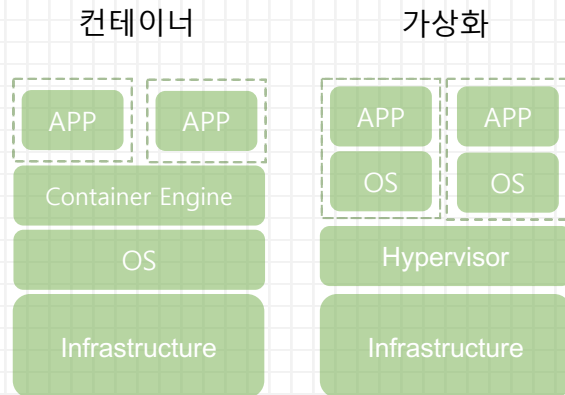 컨테이너
가상화
APP APP
Container Engine
OS
Infrastructure
APP APP
OS OS
Hypervisor
Infrastructure